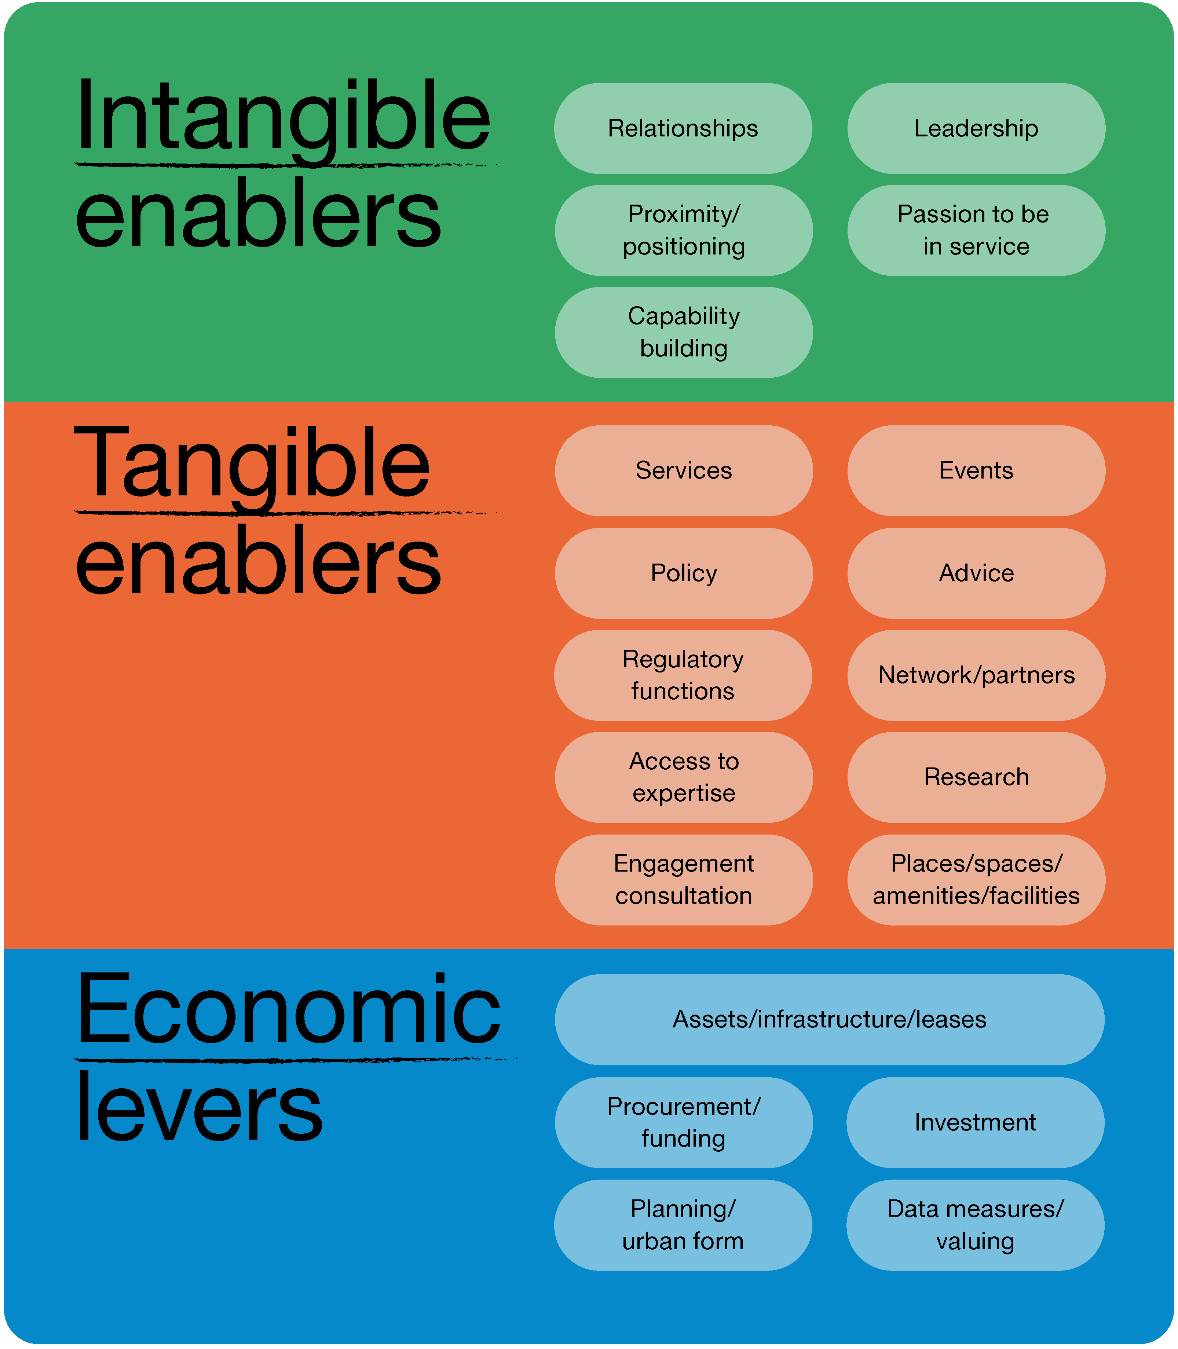 Intangible
enablers
Relationships
Leadership
Proximity/
positioning
Passion to be
in service
Capability
building
Tangible
enablers
Services
Events
Policy
Advice
Regulatory
functions
Network/partners
Access to
expertise
Research
Engagement
consultation
Places/spaces/
amenities/facilities
Economic
levers
Assets/infrastructure/leases
Procurement/
funding
Investment
Planning/
urban form
Data measures/
valuing